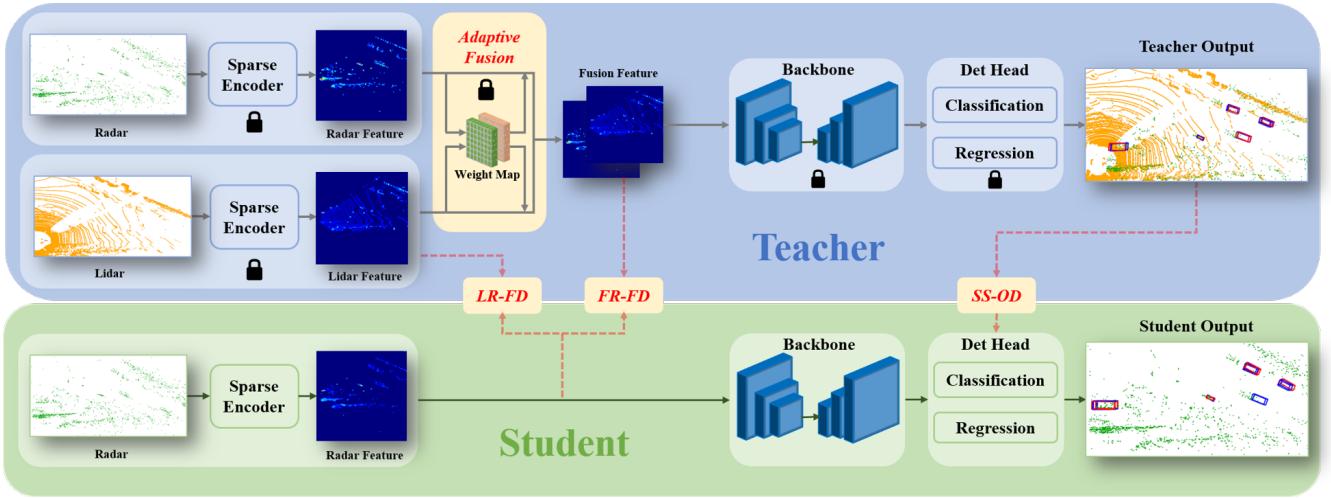 Radar
Sparse
Encoder
Radar Feature
Adaptive
Fusion
Weight Map
Fusion Feature
Backbone
Det Head
Classification
Regression
Teacher Output
Lidar
Sparse
Encoder
Lidar Feature
Teacher
LR-FD
FR-FD
SS-OD
Radar
Sparse
Encoder
Radar Feature
Student
Backbone
Det Head
Classification
Regression
Student Output